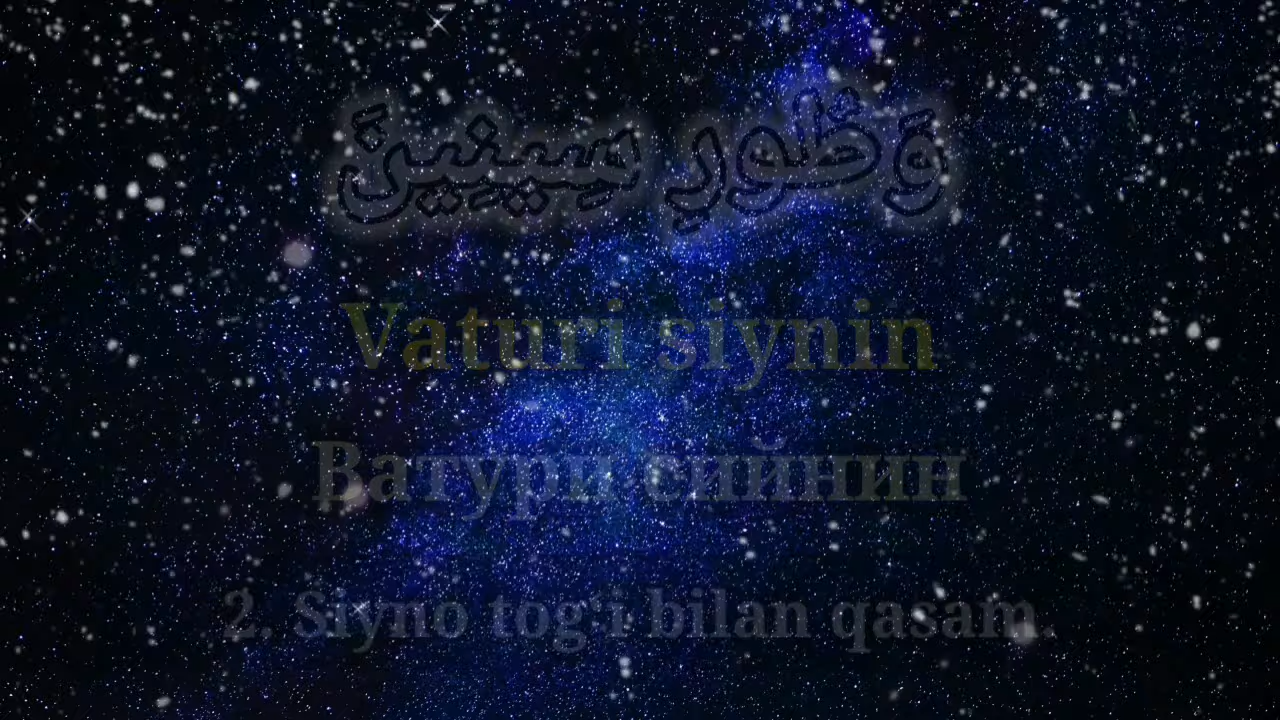 وَطُورِ سِينِينَ
Vaturi siynin
Ватури сийнин
2. Siyno tog‘i bilan qasam.